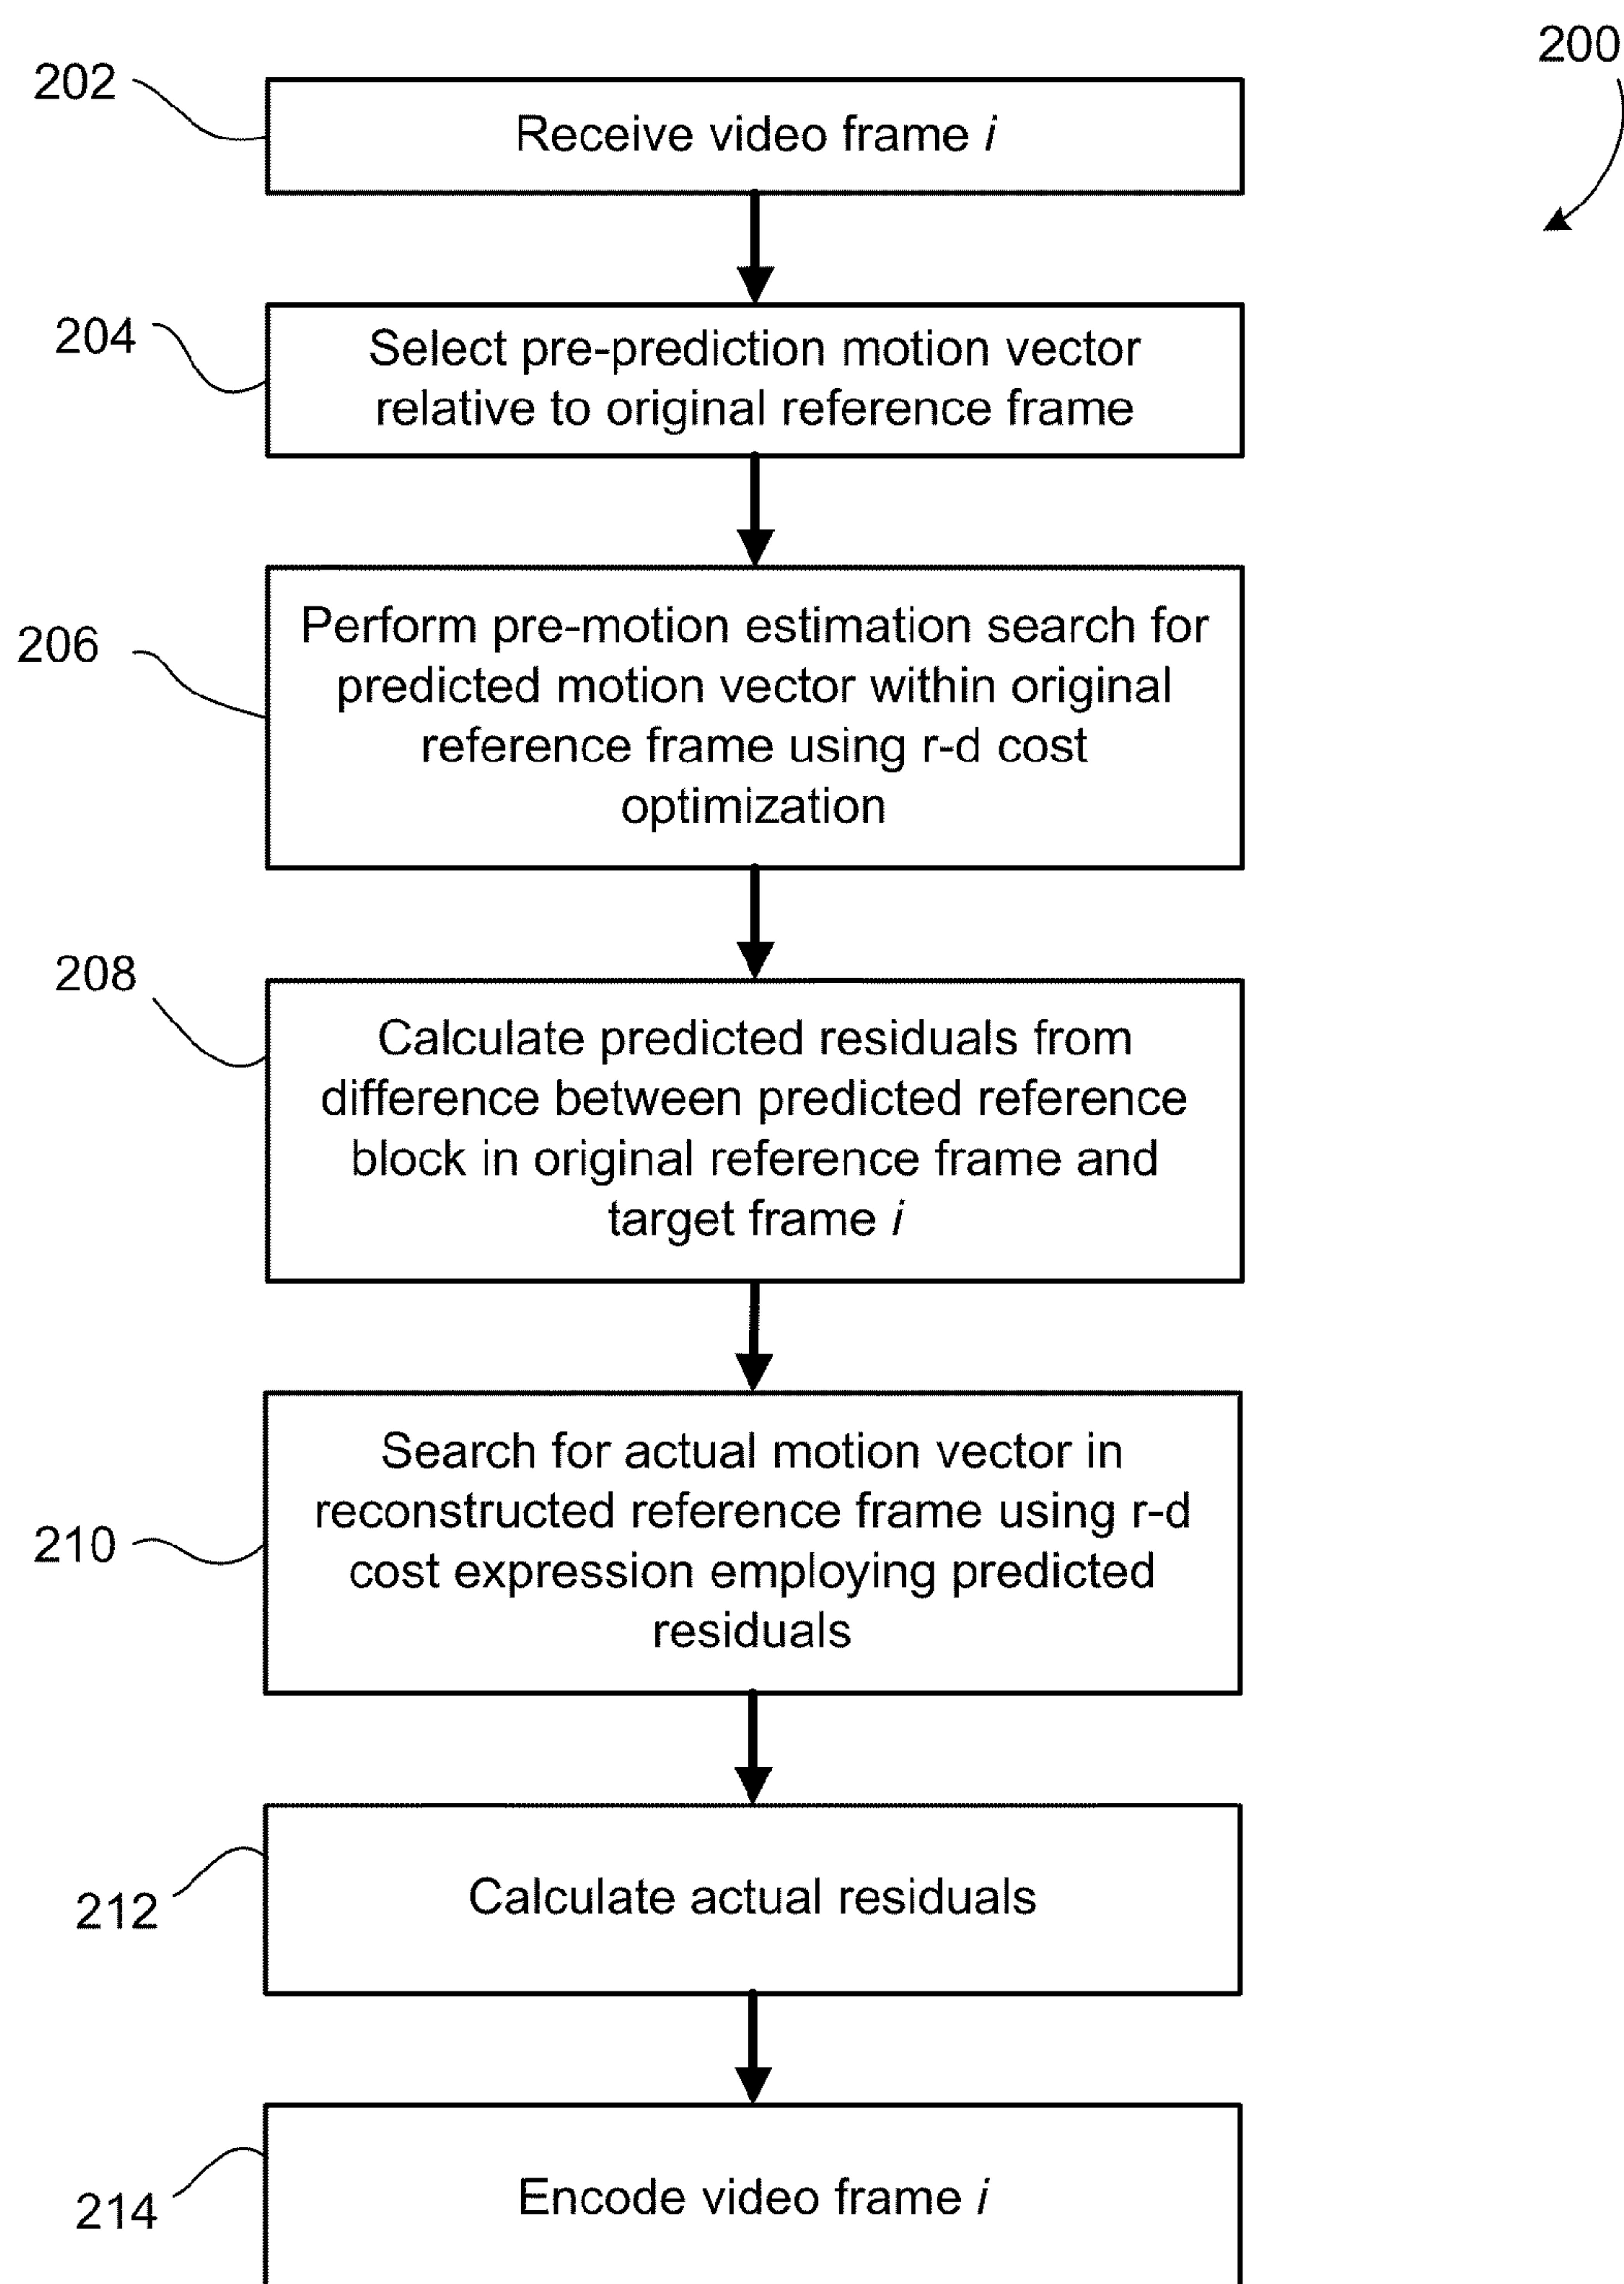 200
202
Receive video frame i
204
Select pre-prediction motion vector
relative to original reference frame
206
Perform pre-motion estimation search for
predicted motion vector within original
reference frame using r-d cost
optimization
208
Calculate predicted residuals from
difference between predicted reference
block in original reference frame and
target frame i
210
Search for actual motion vector in
reconstructed reference frame using r-d
cost expression employing predicted
residuals
212
Calculate actual residuals
214
Encode video frame i